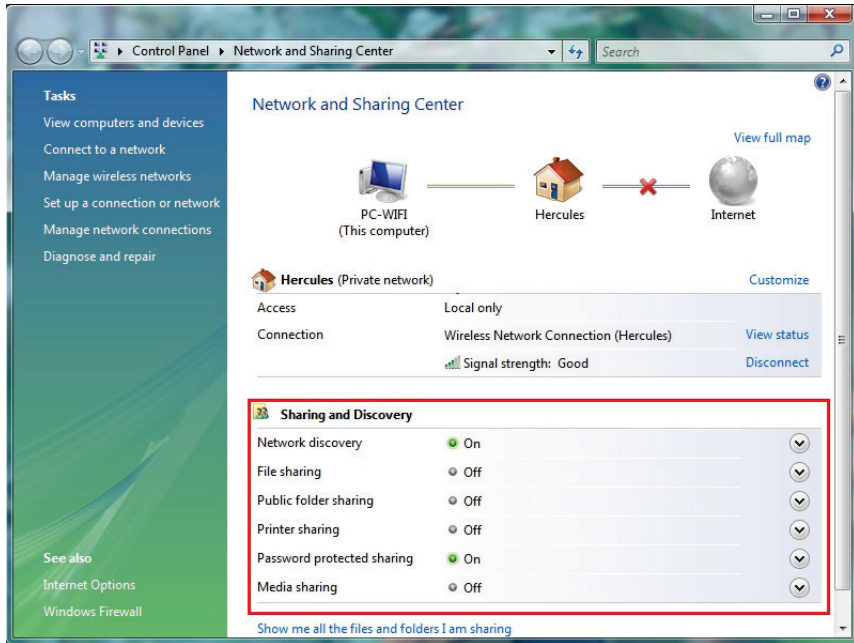 Control Panel Network and Sharing Center
Search
Tasks
View computers and devices
Connect to a network
Manage wireless networks
Set up a connection or network
Manage network connections
Diagnose and repair
See also
Internet Options
Windows Firewall
Network and Sharing Center
View full map
PC-WIFI
(This computer)
Hercules
Internet
Hercules (Private network) Customize
Access Local only
Connection Wireless Network Connection (Hercules) View status
Signal strength: Good Disconnect
Sharing and Discovery
Network discovery On
File sharing Off
Public folder sharing Off
Printer sharing Off
Password protected sharing On
Media sharing Off
Show me all the files and folders I am sharing